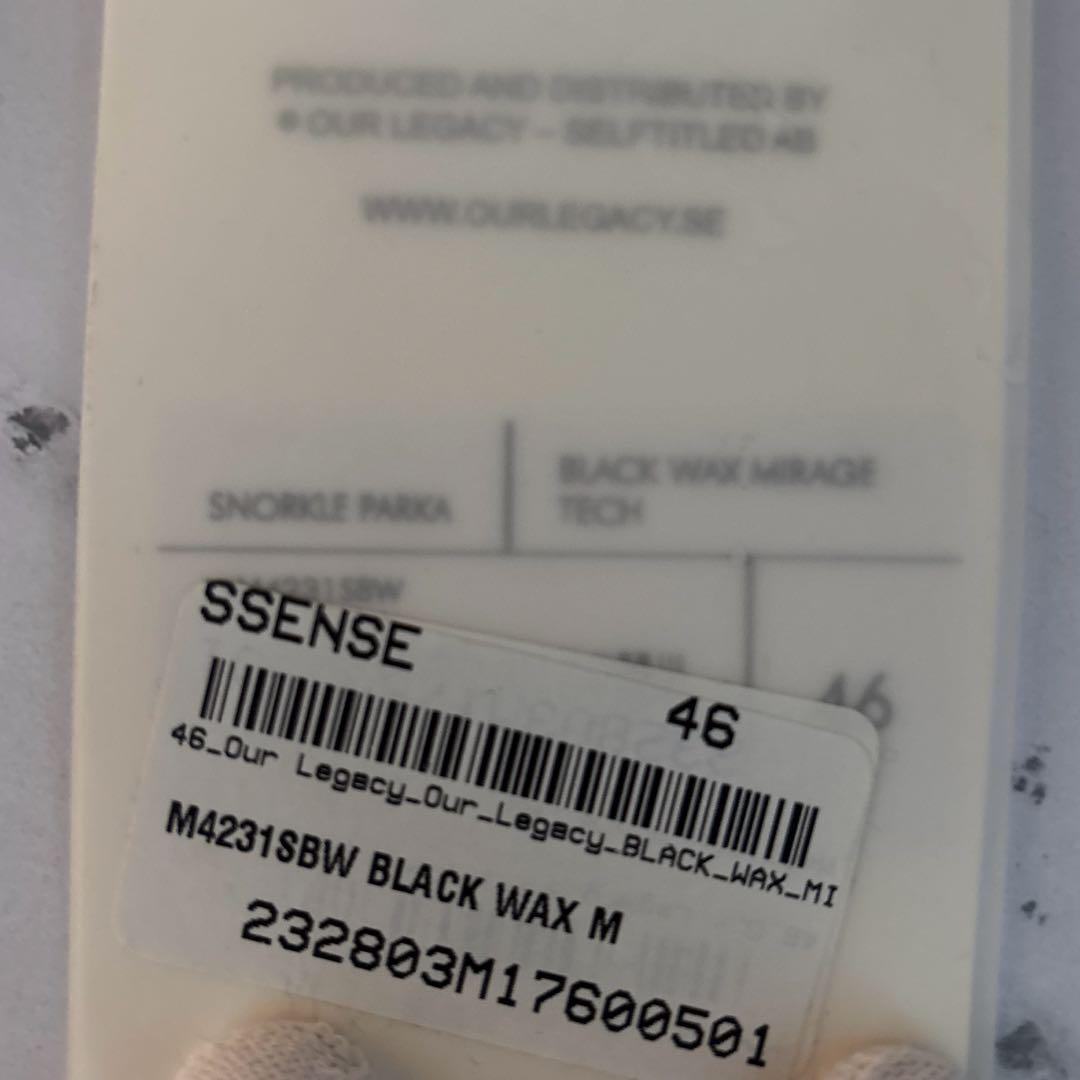 PRODUCED AND DISTRIBUTED BY
® OUR LEGACY – SELFTITLED AB
WWW.OURLEGACY.SE
SNORKLE PARKA
BLACK WAX MIRAGE
TECH
46
SSENSE
46
46_Our Legacy_Our_Legacy_BLACK_WAX_MI
M4231SBW BLACK WAX M
232803M17600501